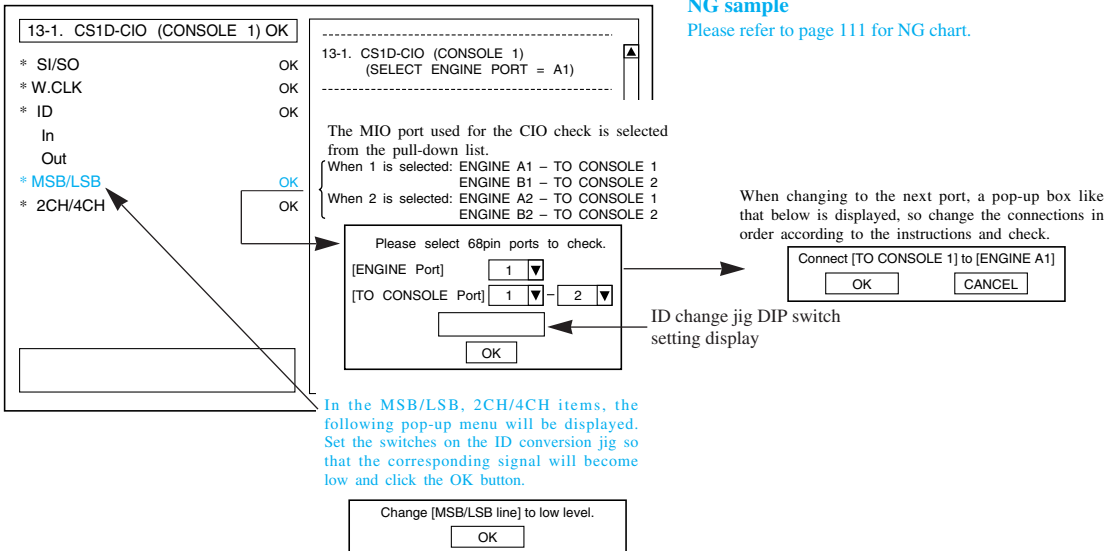 NG sample
Please refer to page 111 for NG chart.
13-1. CS1D-CIO (CONSOLE 1) OK
* SI/SO OK
* W.CLK OK
* ID OK
In
Out
* MSB/LSB OK
* 2CH/4CH OK
13-1. CS1D-CIO (CONSOLE 1)
(SELECT ENGINE PORT = A1)
The MIO port used for the CIO check is selected
from the pull-down list.
When 1 is selected: ENGINE A1 – TO CONSOLE 1
ENGINE B1 – TO CONSOLE 2
When 2 is selected: ENGINE A2 – TO CONSOLE 1
ENGINE B2 – TO CONSOLE 2
Please select 68pin ports to check.
[ENGINE Port] 1
[TO CONSOLE Port] 1 – 2
OK
ID change jig DIP switch
setting display
When changing to the next port, a pop-up box like
that below is displayed, so change the connections in
order according to the instructions and check.
Connect [TO CONSOLE 1] to [ENGINE A1]
OK CANCEL
In the MSB/LSB, 2CH/4CH items, the
following pop-up menu will be displayed.
Set the switches on the ID conversion jig so
that the corresponding signal will become
low and click the OK button.
Change [MSB/LSB line] to low level.
OK